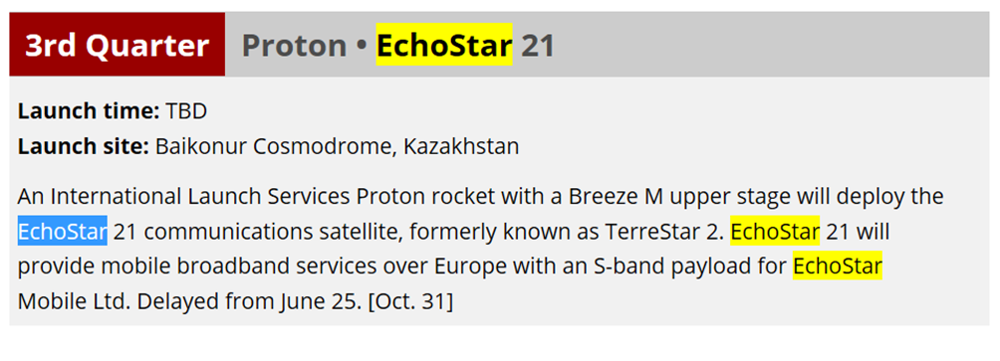 3rd Quarter Proton • EchoStar 21
Launch time: TBD
Launch site: Baikonur Cosmodrome, Kazakhstan
An International Launch Services Proton rocket with a Breeze M upper stage will deploy the
EchoStar 21 communications satellite, formerly known as TerreStar 2. EchoStar 21 will
provide mobile broadband services over Europe with an S-band payload for EchoStar
Mobile Ltd. Delayed from June 25. [Oct. 31]